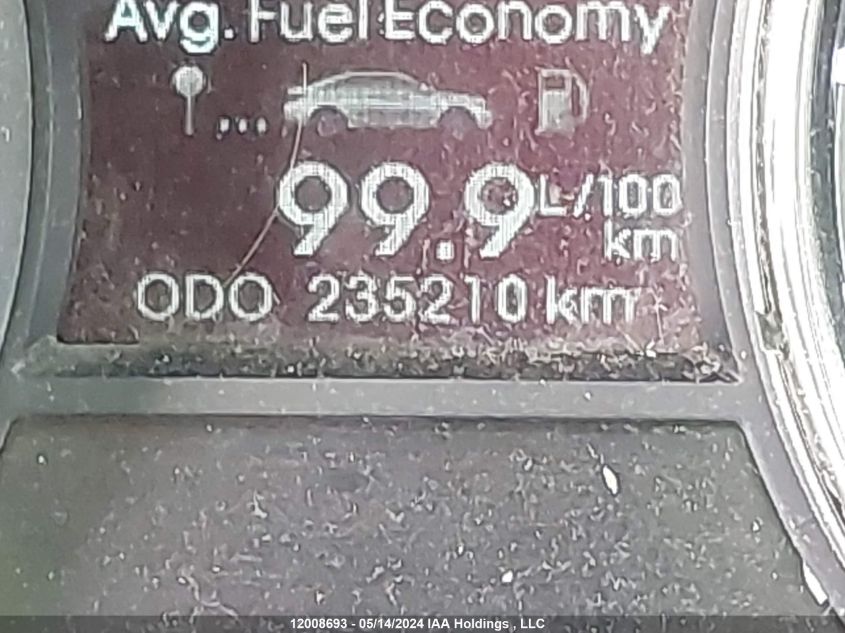 Avg. Fuel Economy
99.9 L/100 km
ODO 235210 km
12008693 - 05/14/2024 IAA Holdings , LLC